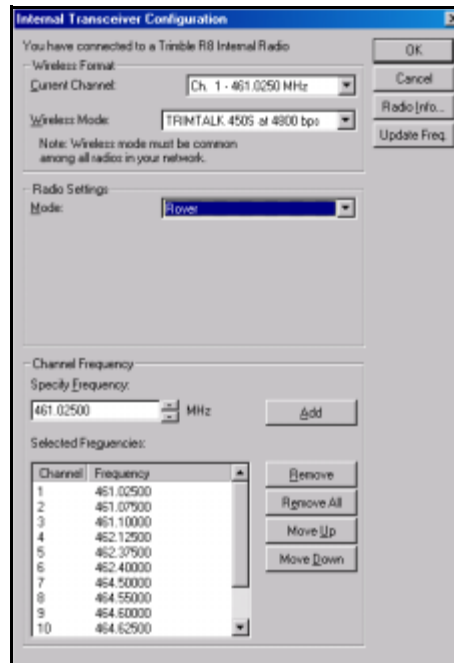 Internal Transceiver Configuration
You have connected to a Trimble R8 Internal Radio
OK
Wireless Format
Current Channel:
Ch. 1 - 461.0250 MHz
Cancel
Radio Info...
Wireless Mode:
TRIMTALK 450S at 4800 bps
Update Freq.
Note: Wireless mode must be common
among all radios in your network.
Radio Settings
Mode:
Rover
Channel Frequency
Specify Frequency:
461.02500
MHz
Add
Selected Freguencies:
Channel Frequency
1 461.02500
2 461.07500
3 461.10000
4 462.12500
5 462.37500
6 462.40000
7 464.50000
8 464.55000
9 464.60000
10 464.62500
Remove
Remove All
Move Up
Move Down